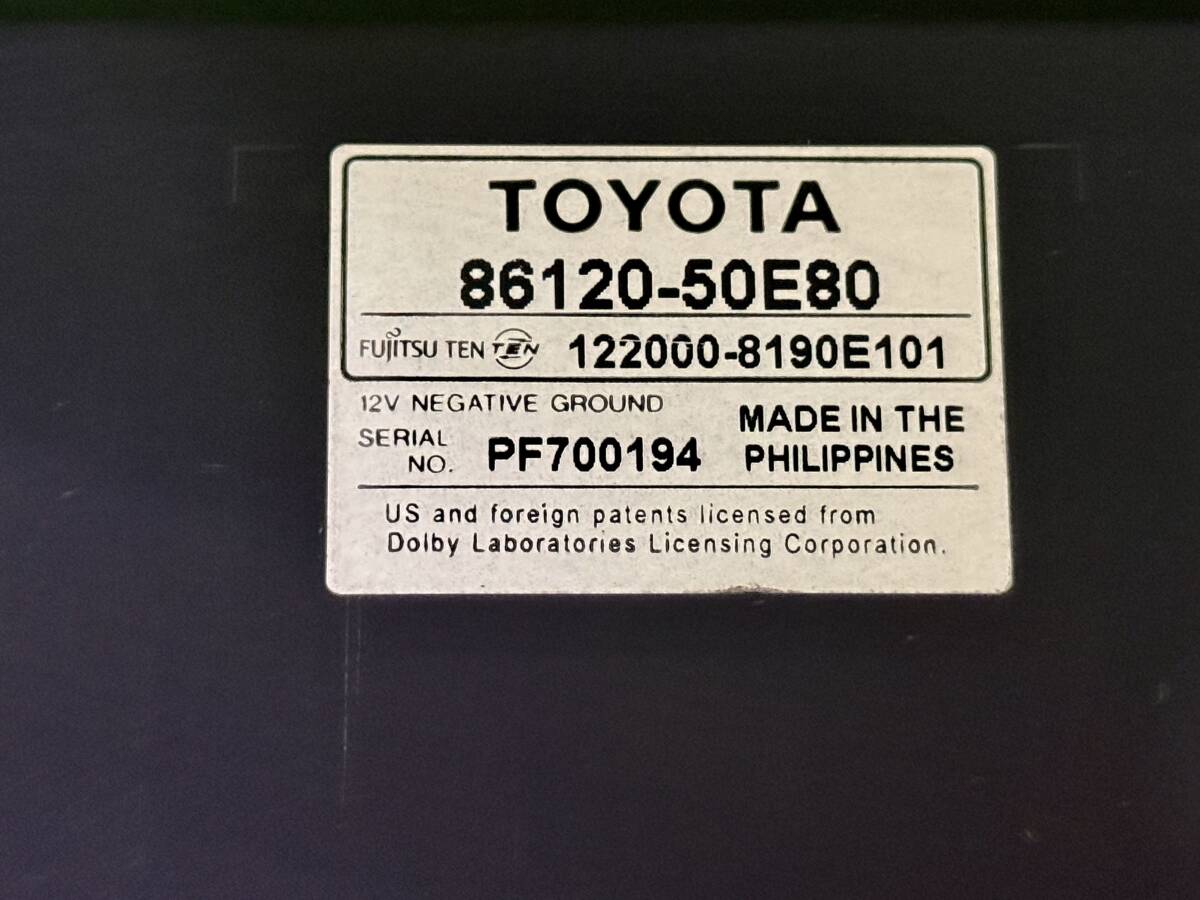 TOYOTA
86120-50E80
FUJITSU TEN TEN 122000-8190E101
12V NEGATIVE GROUND
SERIAL NO. PF700194
MADE IN THE
PHILIPPINES
US and foreign patents licensed from
Dolby Laboratories Licensing Corporation.